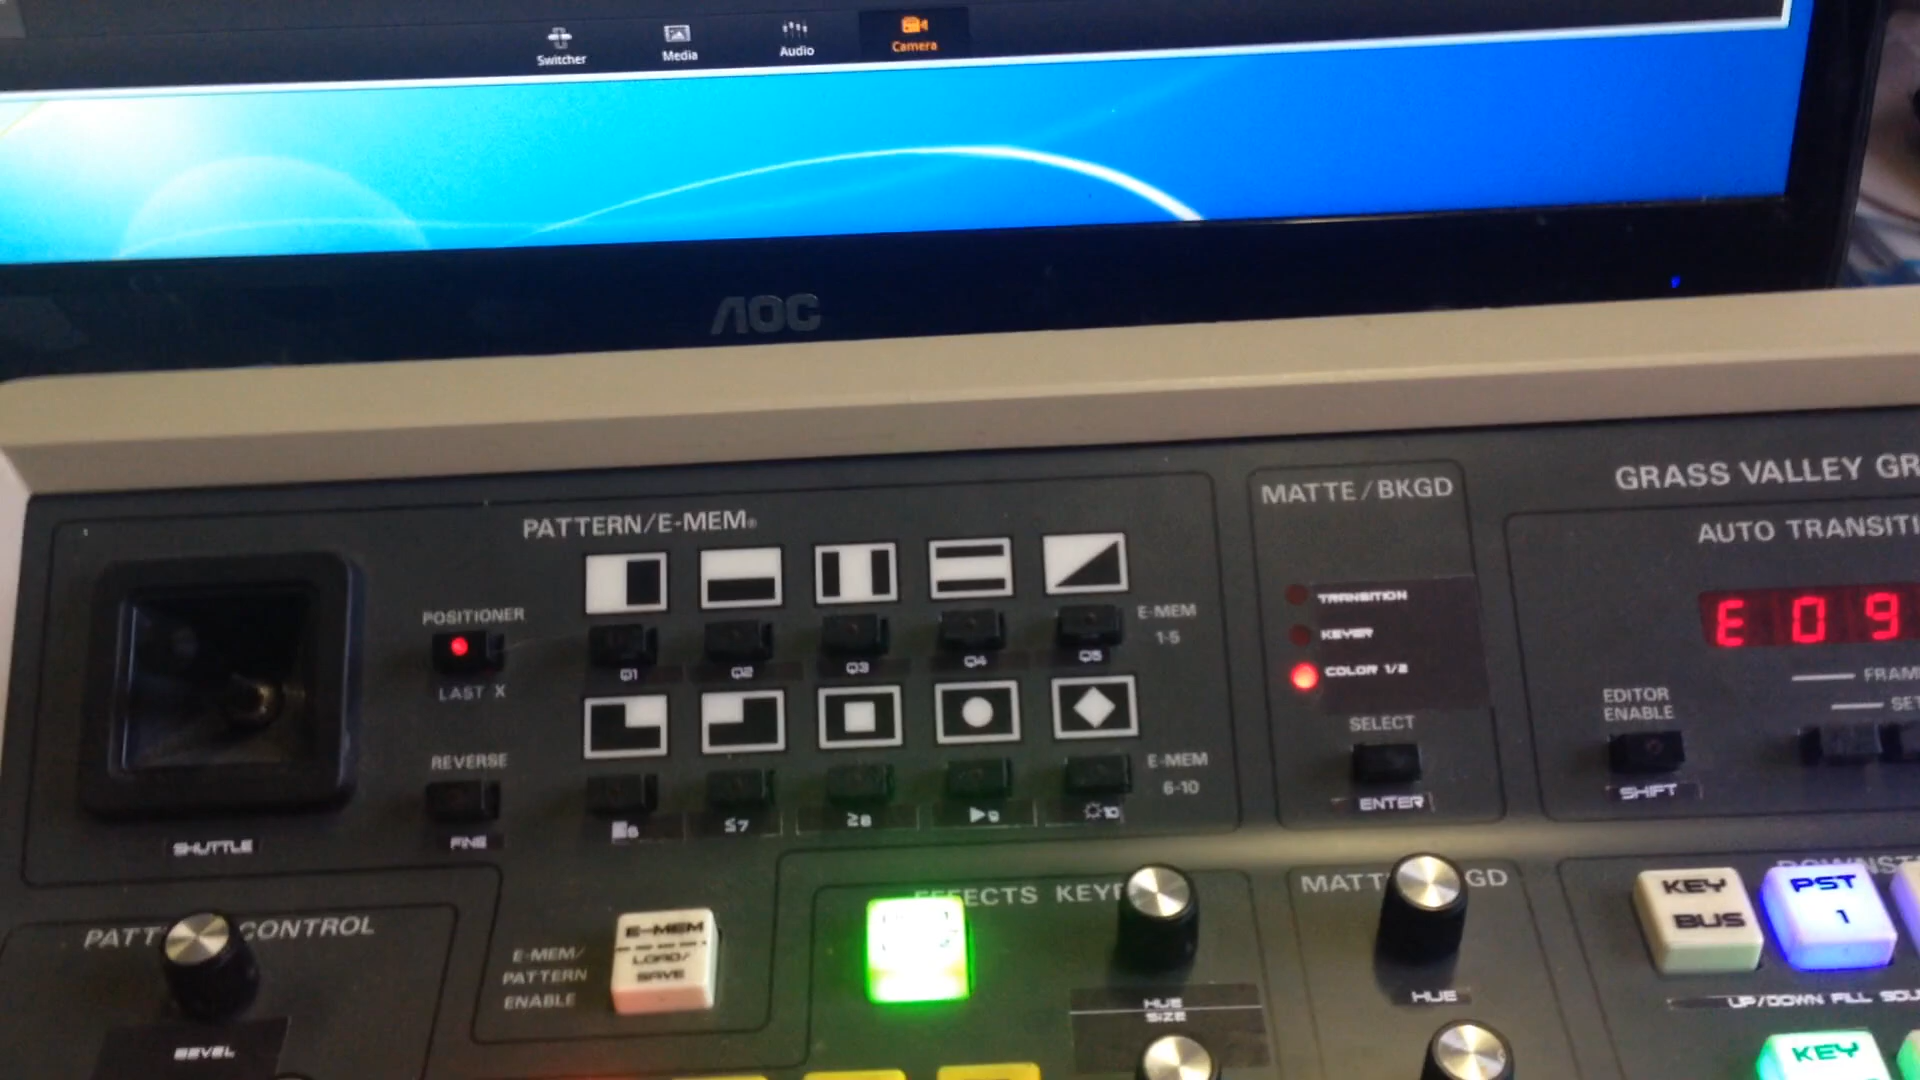 Switcher
Media
Audio
Camera
AOC
PATTERN/E-MEM®
MATTE/BKGD
GRASS VALLEY GR
AUTO TRANSITI
POSITIONER
LAST X
E-MEM
1-5
Q1
Q2
Q3
Q4
Q5
TRANSITION
KEYER
COLOR 1/2
E 09
FRAM
SET
EDITOR
ENABLE
SHIFT
SELECT
ENTER
REVERSE
FINE
E-MEM
6-10
6
≤7
≥8
▶9
10
SHUTTLE
PATT CONTROL
BEVEL
E-MEM/
PATTERN
ENABLE
E-MEM
LOAD/
SAVE
EFFECTS KEY
HUE
SIZE
MATT GD
HUE
DOWNST
KEY
BUS
PST
1
UP/DOWN FILL SOU
KEY